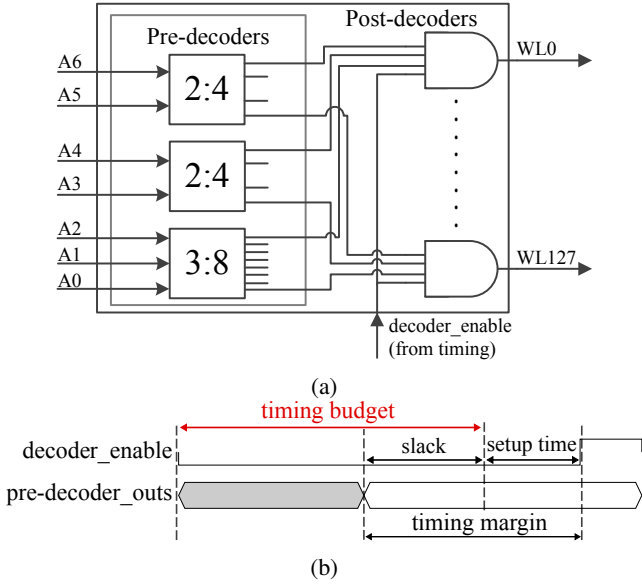 Pre-decoders
Post-decoders
A6
A5
2:4
A4
A3
2:4
A2
A1
A0
3:8
WL0
WL127
decoder_enable
(from timing)
(a)
timing budget
decoder_enable
slack
setup time
pre-decoder_outs
timing margin
(b)